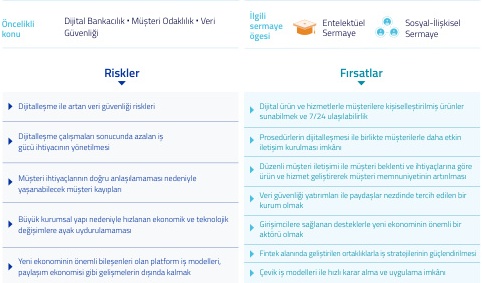 Öncelikli
konu
Dijital Bankacılık • Müşteri Odaklılık • Veri
Güvenliği
İlgili
sermaye
ögesi
Entelektüel
Sermaye
Sosyal-İlişkisel
Sermaye
Riskler
Dijitalleşme ile artan veri güvenliği riskleri
Dijitalleşme çalışmaları sonucunda azalan iş
gücü ihtiyacının yönetilmesi
Müşteri ihtiyaçlarının doğru anlaşılamaması nedeniyle
yaşanabilecek müşteri kayıpları
Büyük kurumsal yapı nedeniyle hızlanan ekonomik ve teknolojik
değişimlere ayak uydurulamaması
Yeni ekonominin önemli bileşenleri olan platform iş modelleri,
paylaşım ekonomisi gibi gelişmelerin dışında kalmak
Fırsatlar
Dijital ürün ve hizmetlerle müşterilere kişiselleştirilmiş ürünler
sunabilmek ve 7/24 ulaşılabilirlik
Prosedürlerin dijitalleşmesi ile birlikte müşterilerle daha etkin
iletişim kurulması imkânı
Düzenli müşteri iletişimi ile müşteri beklenti ve ihtiyaçlarına göre
ürün ve hizmet geliştirerek müşteri memnuniyetinin artırılması
Veri güvenliği yatırımları ile paydaşlar nezdinde tercih edilen bir
kurum olmak
Girişimcilere sağlanan desteklerle yeni ekonominin önemli bir
aktörü olmak
Fintek alanında geliştirilen ortaklıklarla iş stratejilerinin güçlendirilmesi
Çevik iş modelleri ile hızlı karar alma ve uygulama imkânı